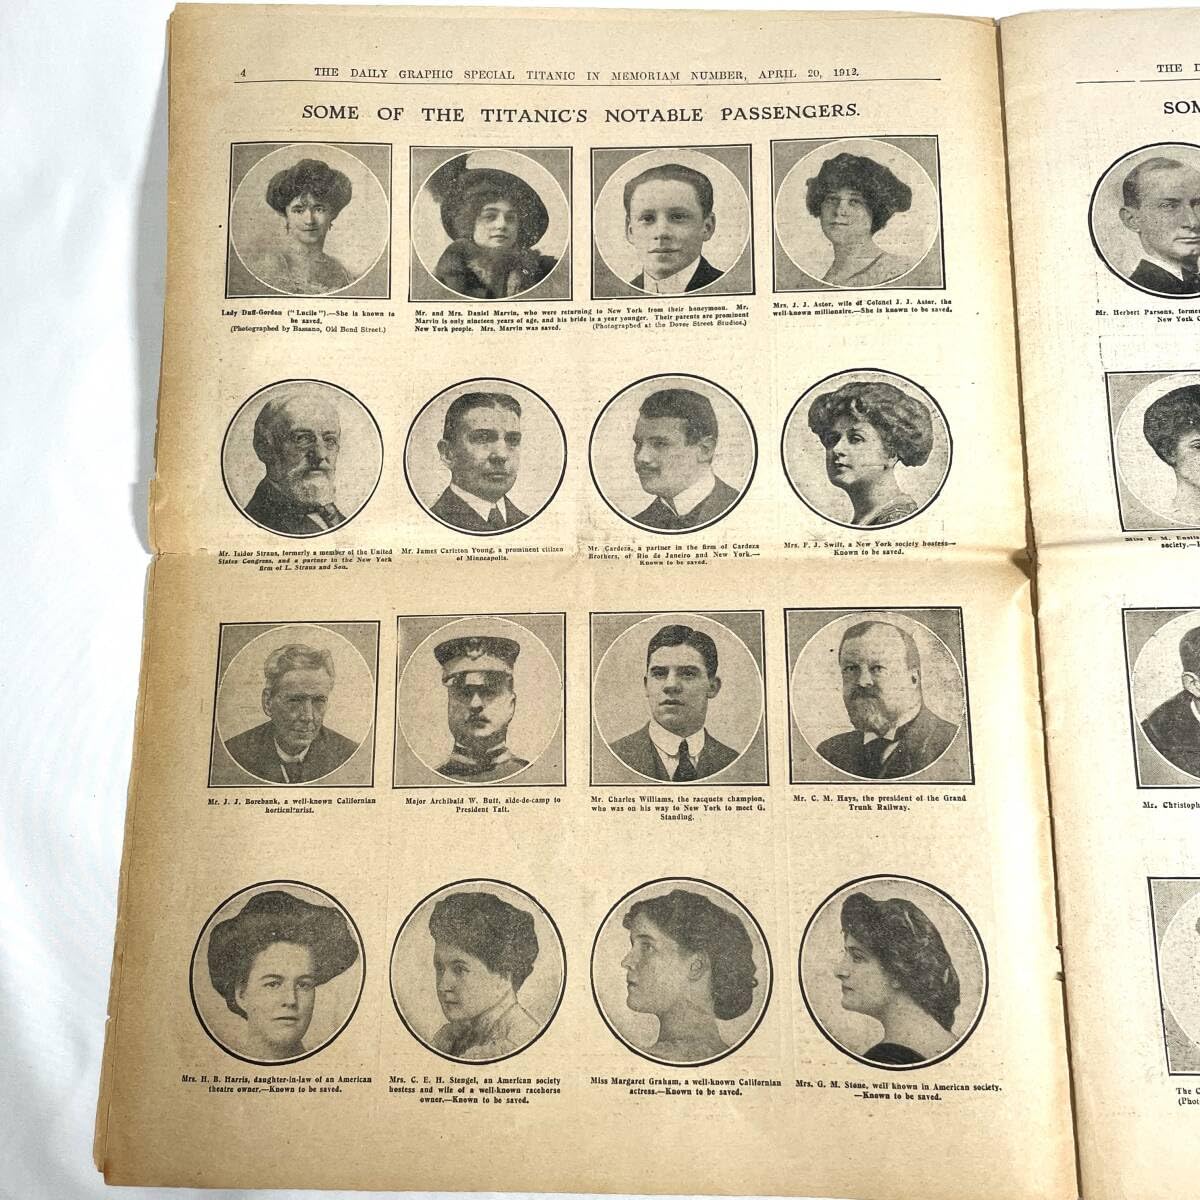 4 THE DAILY GRAPHIC SPECIAL TITANIC IN MEMORIAM NUMBER, APRIL 20, 1912.
SOME OF THE TITANIC'S NOTABLE PASSENGERS.
Lady Duff-Gordon ("Lucile").—She is known to
be saved.
(Photographed by Bassano, Old Bond Street.)
Mr. and Mrs. Daniel Marvin, who were returning to New York from their honeymoon. Mr.
Marvin is only nineteen years of age, and his bride is a year younger. Their parents are prominent
New York people. Mrs. Marvin was saved. (Photographed at the Dover Street Studios.)
Mrs. J. J. Astor, wife of Colonel J. J. Astor, the
well-known millionaire.—She is known to be saved.
Mr. Isidor Straus, formerly a member of the United
States Congress, and a partner in the New York
firm of L. Straus and Son.
Mr. James Carleton Young, a prominent citizen
of Minneapolis.
Mr. Cardeza, a partner in the firm of Cardeza
Brothers, of Rio de Janeiro and New York.—
Known to be saved.
Mrs. F. J. Swift, a New York society hostess—
Known to be saved.
Mr. J. J. Borebank, a well-known Californian
horticulturist.
Major Archibald W. Butt, aide-de-camp to
President Taft.
Mr. Charles Williams, the racquets champion,
who was on his way to New York to meet G.
Standing.
Mr. C. M. Hays, the president of the Grand
Trunk Railway.
Mrs. H. B. Harris, daughter-in-law of an American
theatre owner.—Known to be saved.
Mrs. C. E. H. Stengel, an American society
hostess and wife of a well-known racehorse
owner.—Known to be saved.
Miss Margaret Graham, a well-known Californian
actress.—Known to be saved.
Mrs. G. M. Stone, well known in American society.
—Known to be saved.
THE D
SOM
Mr. Herbert Parsons, forme
New York C
Miss E. M. Eustis
society.—
Mr. Christoph
The C
(Phot